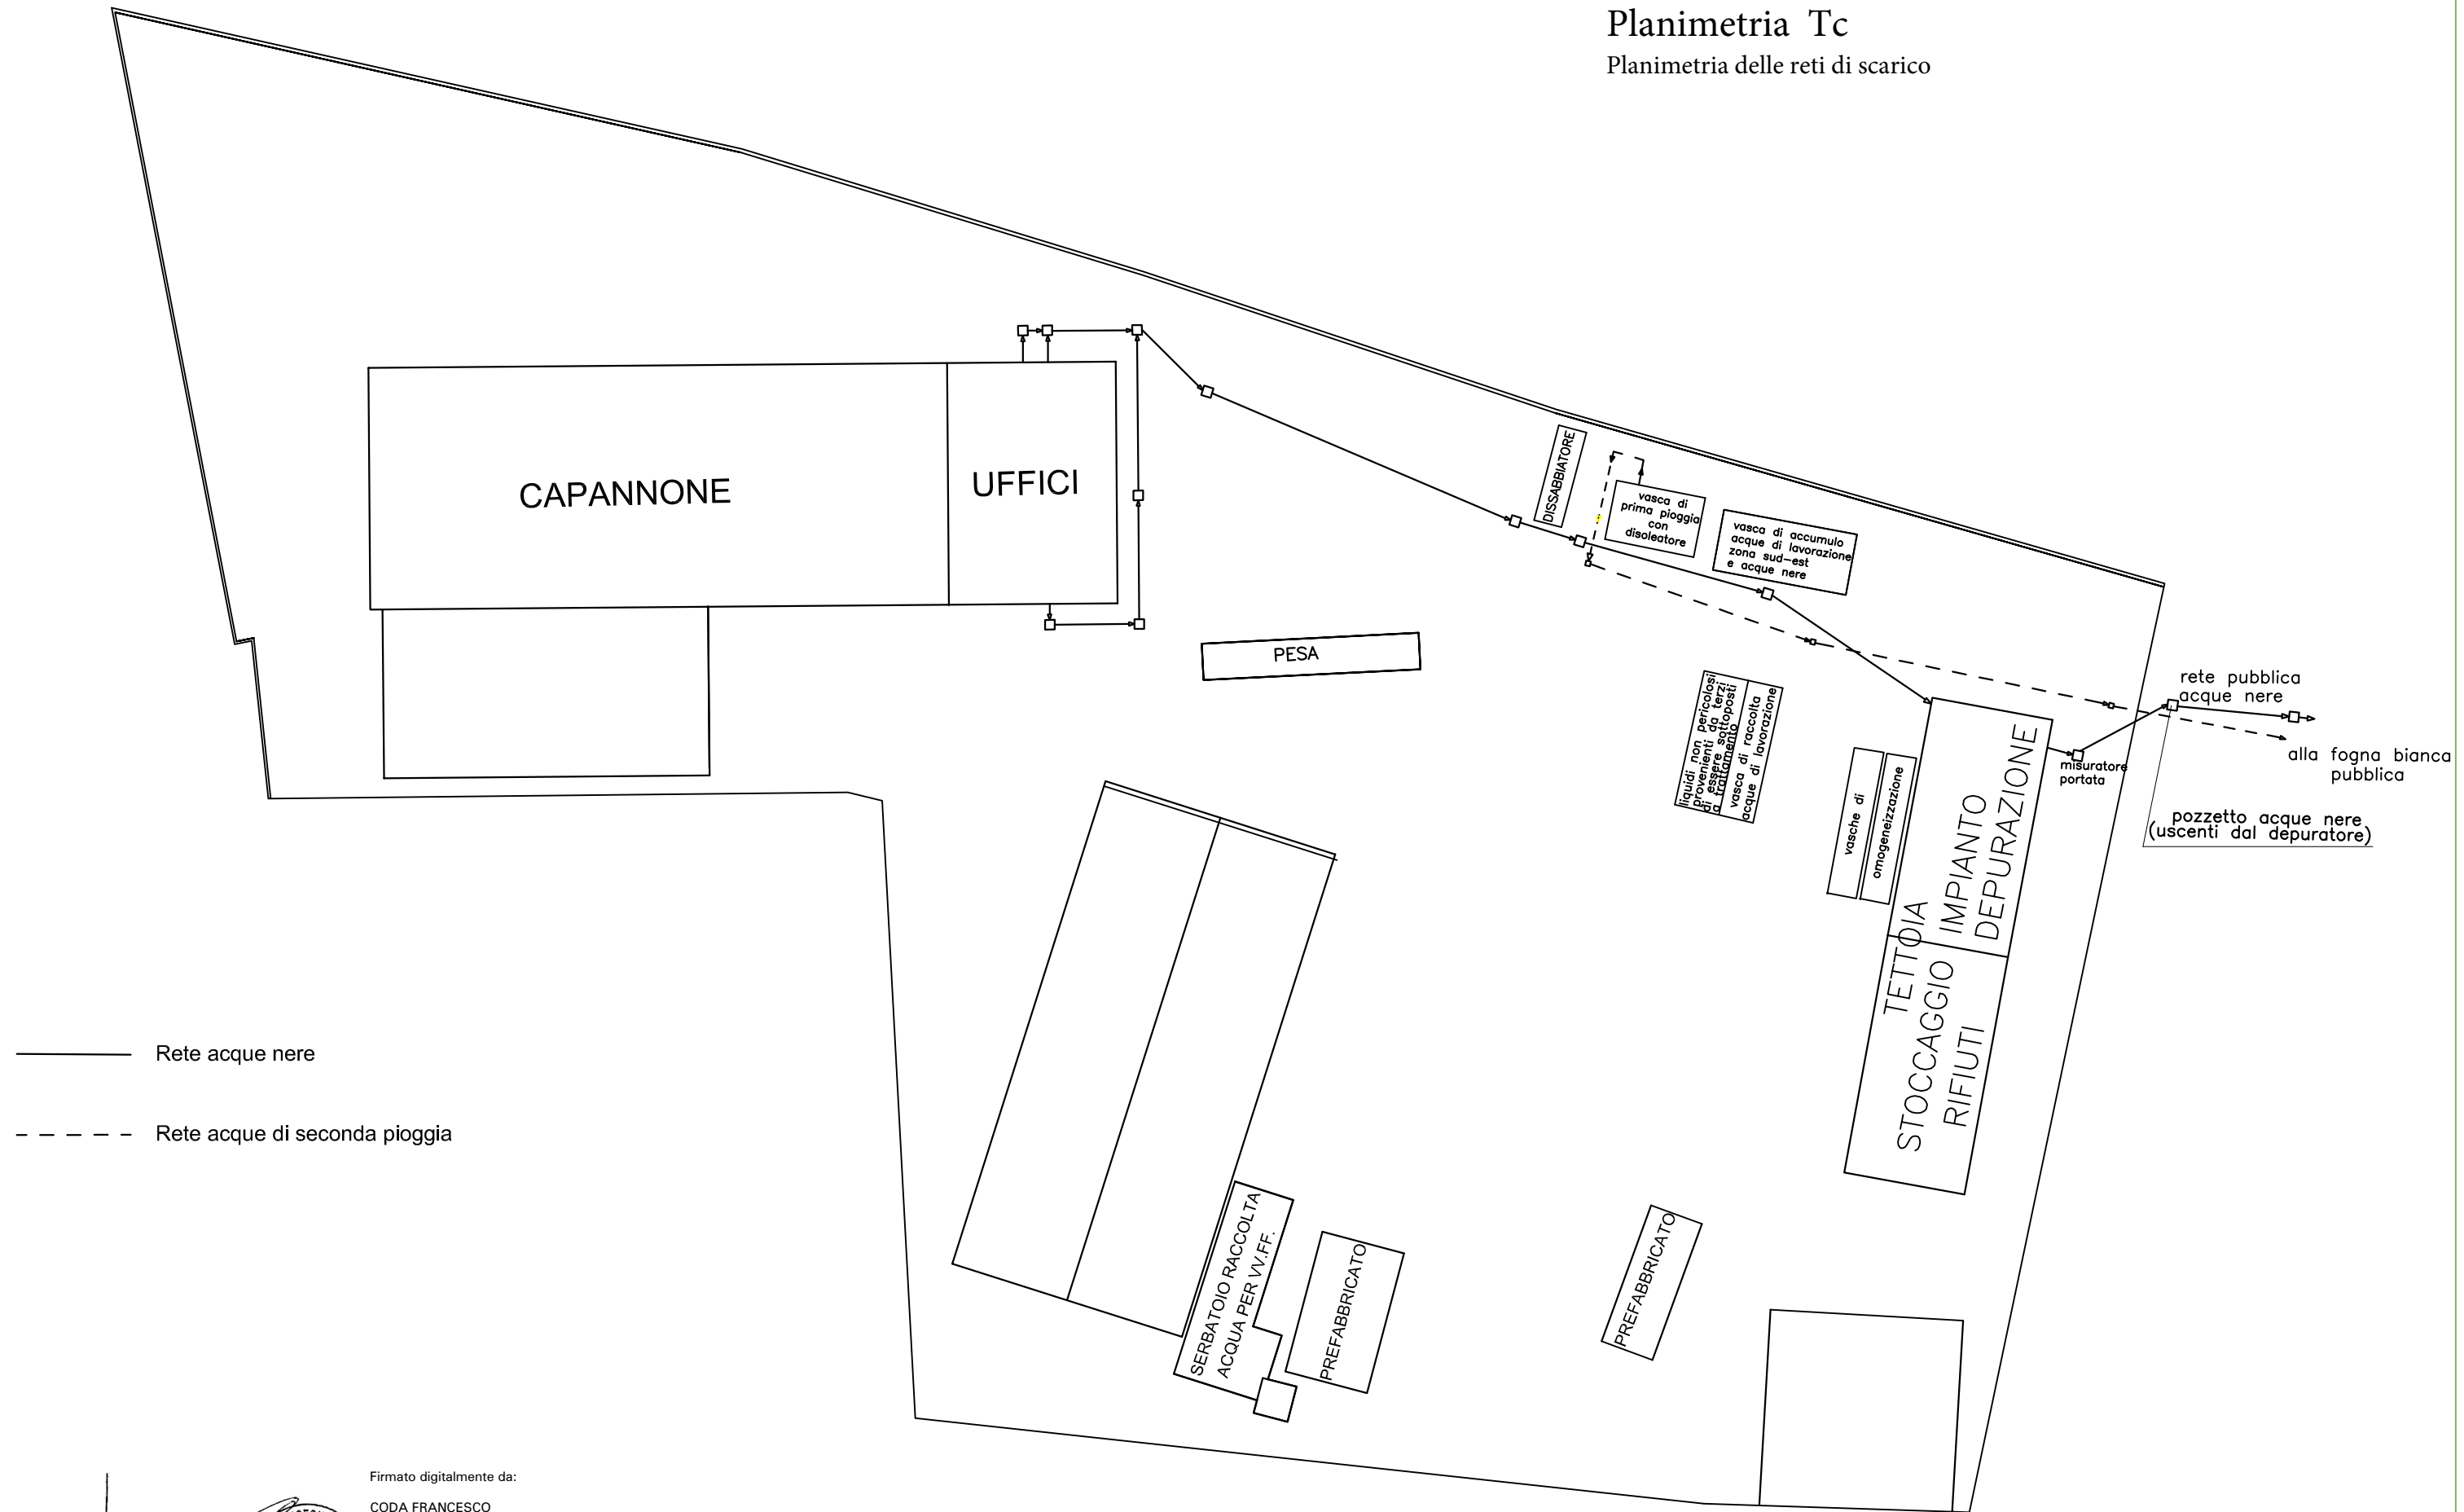 Planimetria Tc
Planimetria delle reti di scarico
CAPANNONE
UFFICI
DISSABBIATORE
vasca di
prima pioggia
con
disoleatore
vasca di accumulo
acque di lavorazione
zona sud-est
e acque nere
PESA
liquidi non pericolosi
provenienti da terzi
di essere sottoposti
a trattamento
vasca di raccolta
acque di lavorazione
rete pubblica
acque nere
alla fogna bianca
pubblica
misuratore
portata
pozzetto acque nere
(uscenti dal depuratore)
vasche di
omogeneizzazione
IMPIANTO
DEPURAZIONE
TETTOIA
STOCCAGGIO
RIFIUTI
Rete acque nere
Rete acque di seconda pioggia
SERBATOIO RACCOLTA
ACQUA PER VV.FF.
PREFABBRICATO
PREFABBRICATO
Firmato digitalmente da:
CODA FRANCESCO